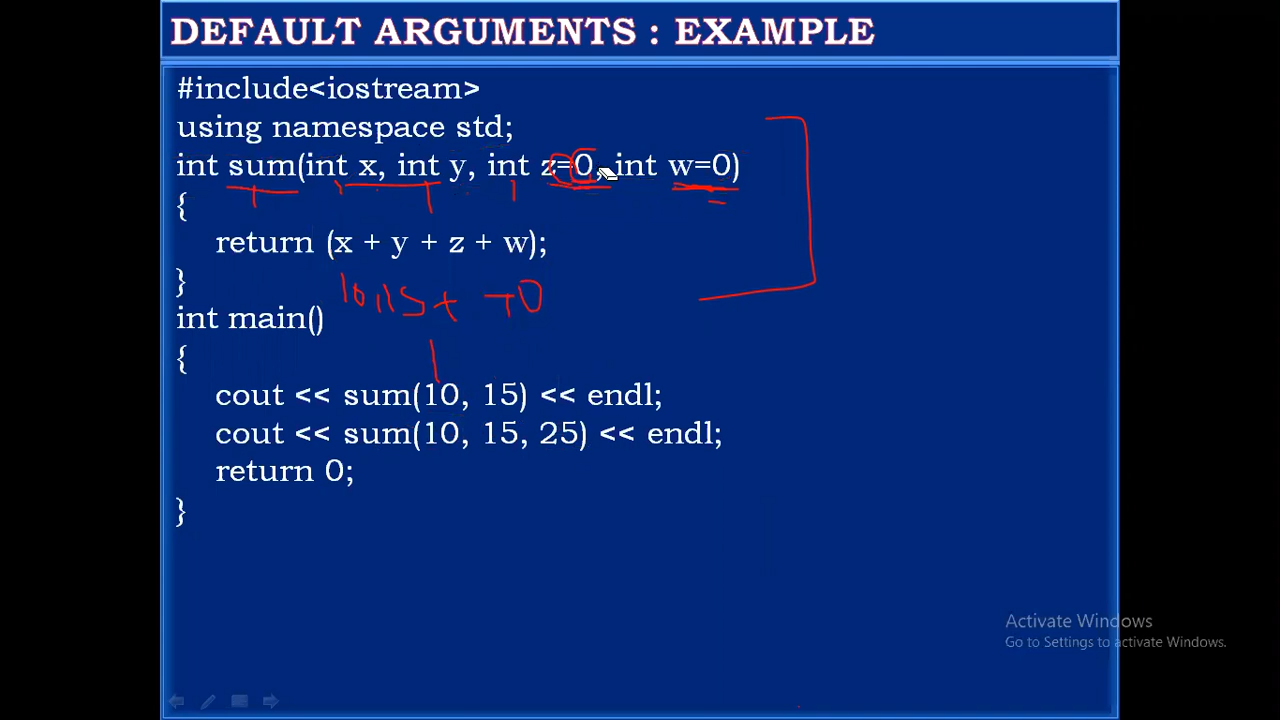 DEFAULT ARGUMENTS : EXAMPLE
#include<iostream>
using namespace std;
int sum(int x, int y, int z=0, int w=0)
{
return (x + y + z + w);
}
int main()
{
cout << sum(10, 15) << endl;
cout << sum(10, 15, 25) << endl;
return 0;
}
Activate Windows
Go to Settings to activate Windows.